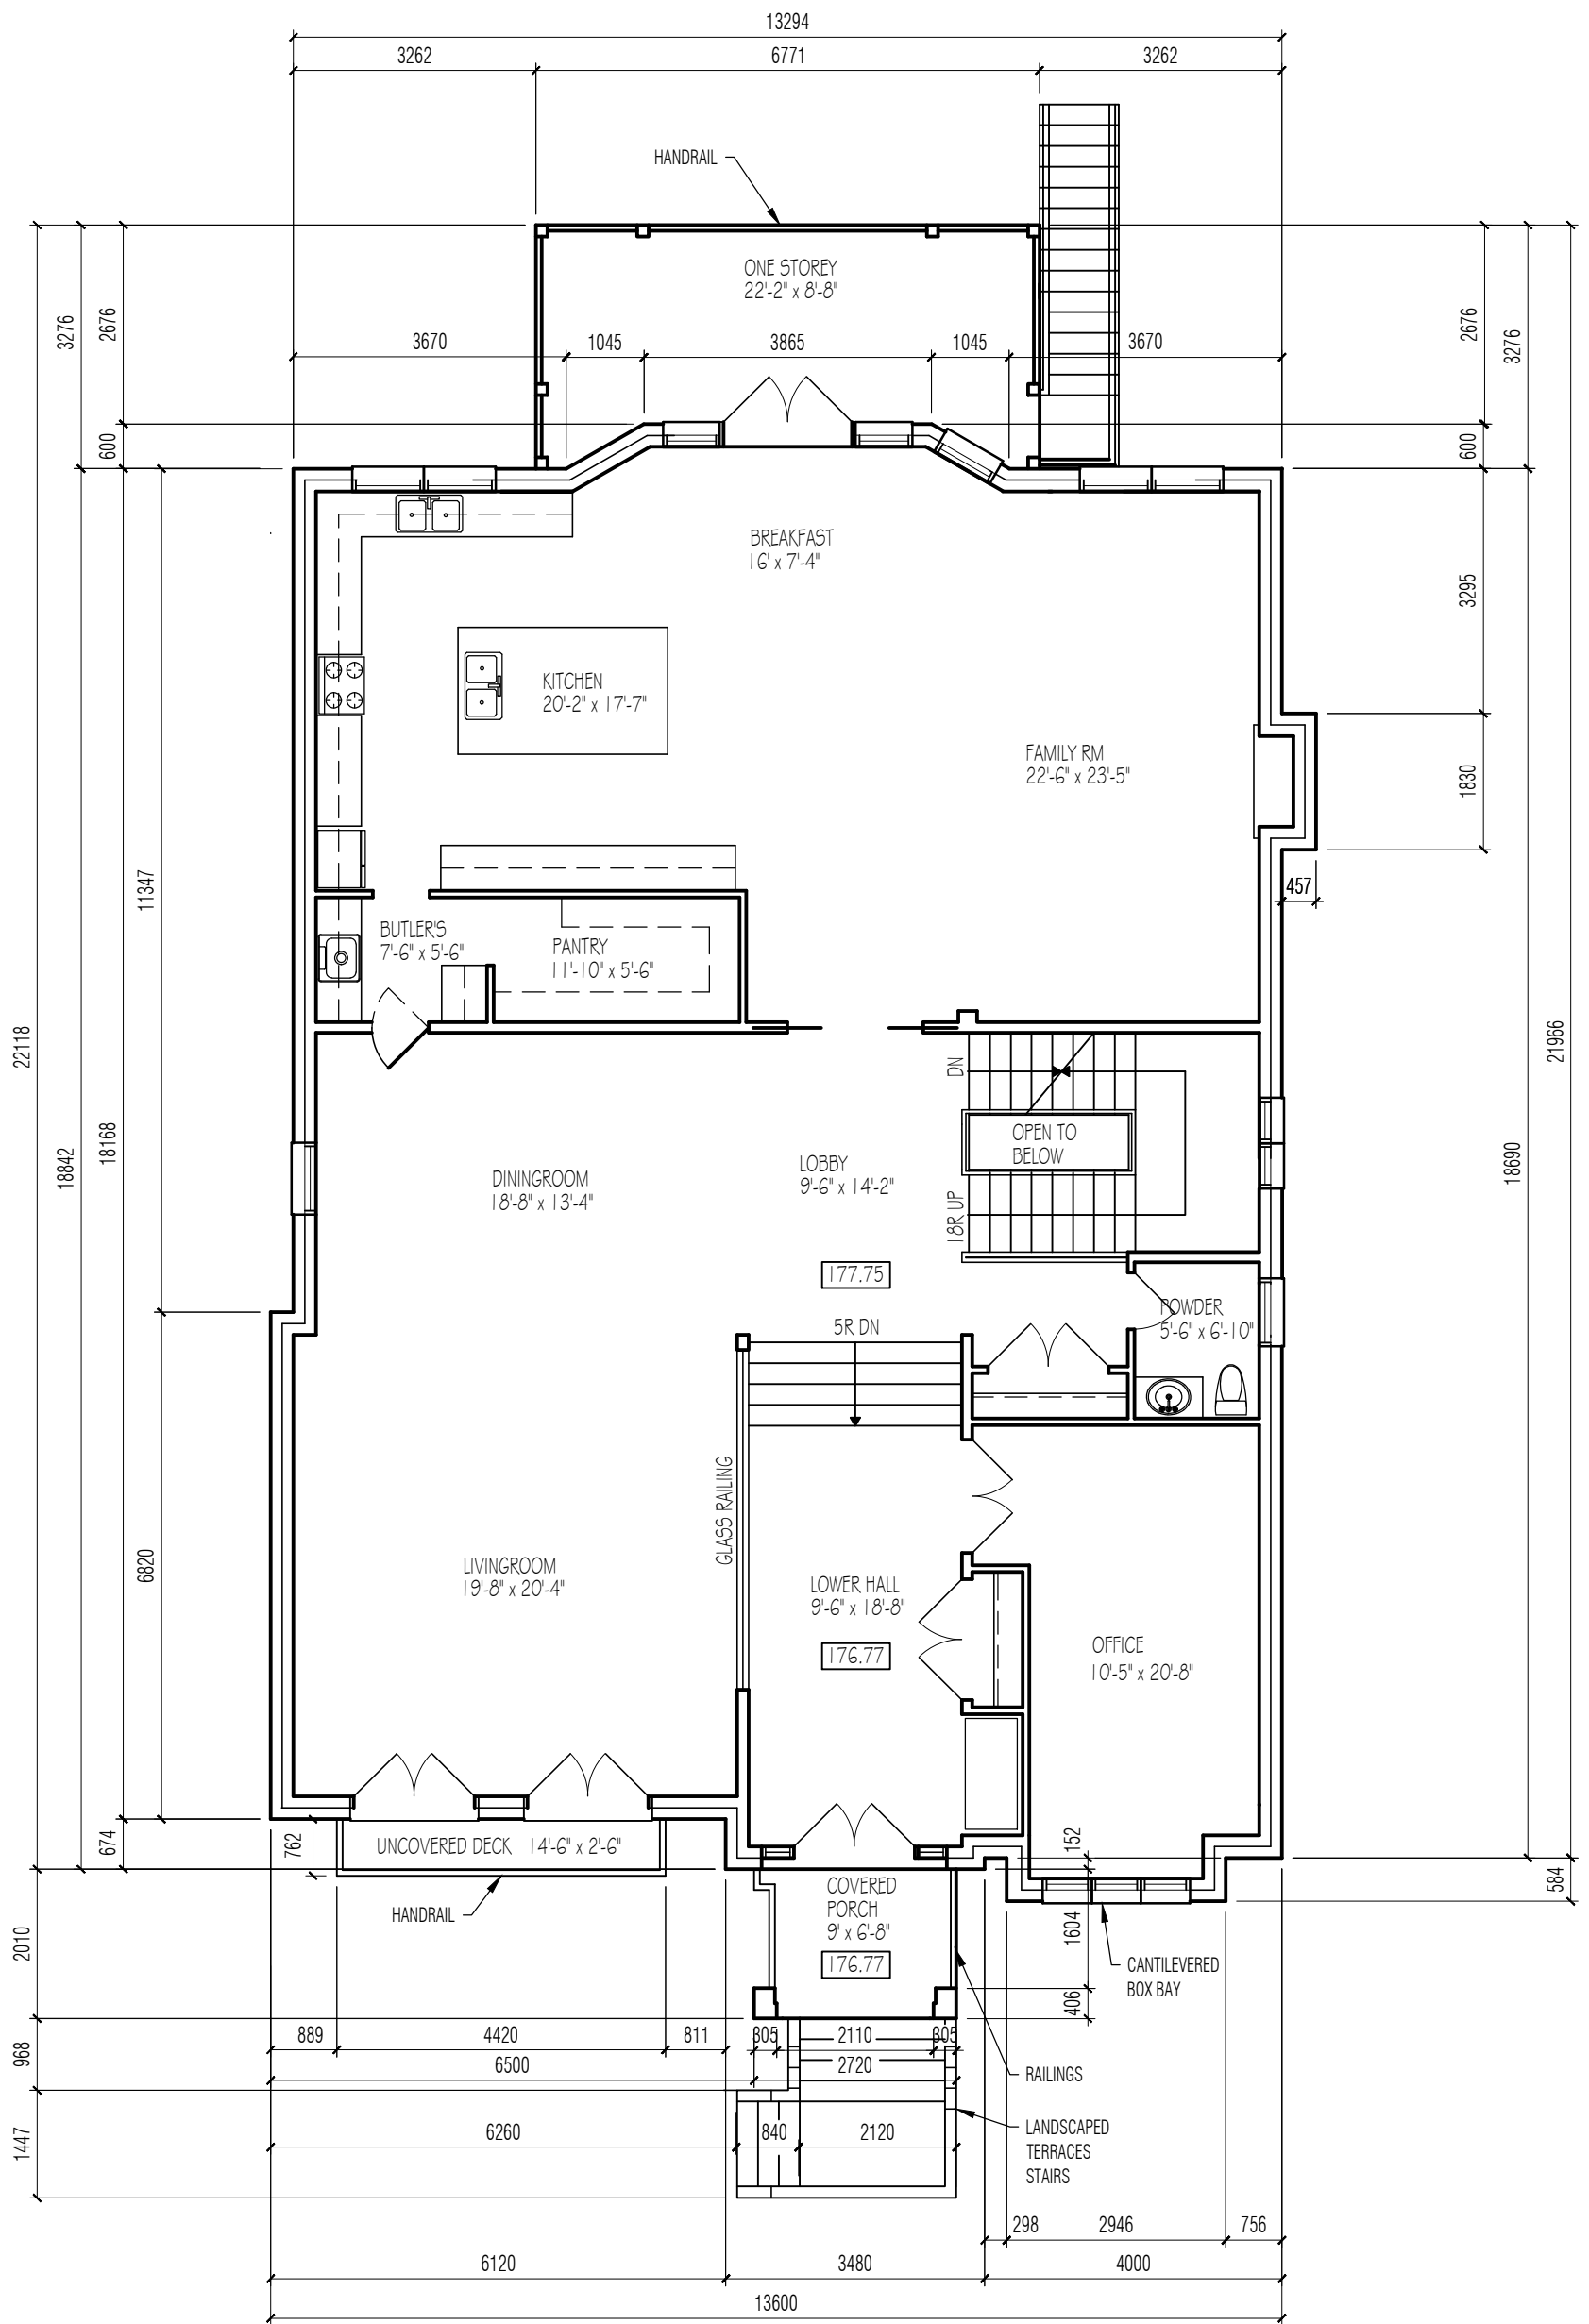 13294
3262
6771
3262
HANDRAIL
ONE STOREY
22'-2" x 8'-8"
3276
2676
2676
3276
3670
1045
3865
1045
3670
600
600
BREAKFAST
16' x 7'-4"
3295
KITCHEN
20'-2" x 17'-7"
FAMILY RM
22'-6" x 23'-5"
1830
457
11347
BUTLER'S
7'-6" x 5'-6"
PANTRY
11'-10" x 5'-6"
22118
21966
DN
OPEN TO
BELOW
18842
18168
18690
DININGROOM
18'-8" x 13'-4"
LOBBY
9'-6" x 14'-2"
18R UP
177.75
POWDER
5'-6" x 6'-10"
5R DN
GLASS RAILING
6820
LIVINGROOM
19'-8" x 20'-4"
LOWER HALL
9'-6" x 18'-8"
176.77
OFFICE
10'-5" x 20'-8"
674
762
UNCOVERED DECK 14'-6" x 2'-6"
152
584
HANDRAIL
COVERED
PORCH
9' x 6'-8"
176.77
1604
CANTILEVERED
BOX BAY
2010
406
889
4420
811
305
2110
305
968
6500
2720
RAILINGS
1447
6260
840
2120
LANDSCAPED
TERRACES
STAIRS
298
2946
756
6120
3480
4000
13600